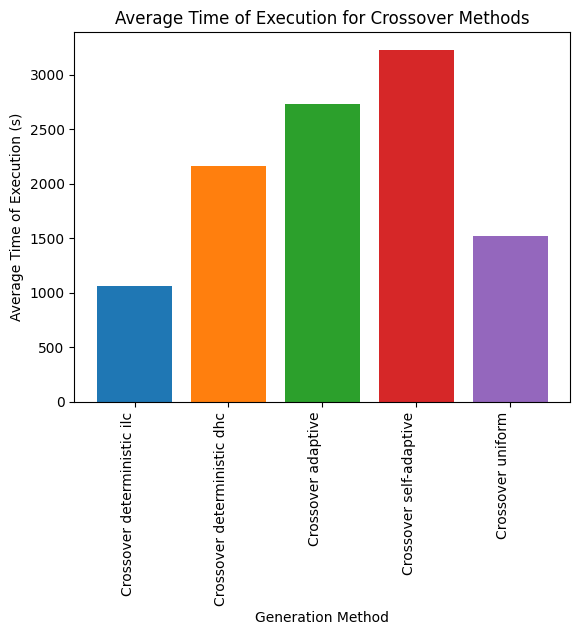 Average Time of Execution for Crossover Methods
Average Time of Execution (s)
3000
2500
2000
1500
1000
500
0
Crossover deterministic ilc
Crossover deterministic dhc
Crossover adaptive
Crossover self-adaptive
Crossover uniform
Generation Method